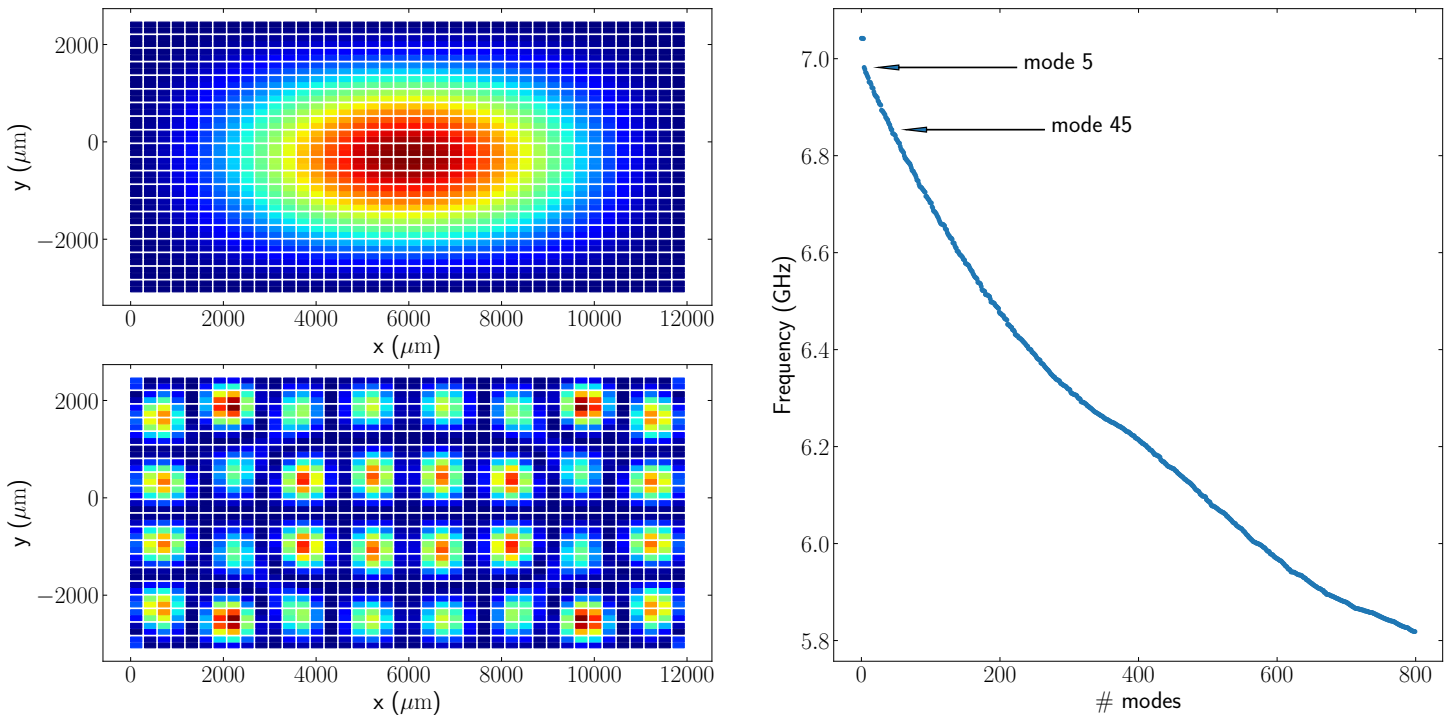 2000
0
−2000
y (μm)
0 2000 4000 6000 8000 10000 12000
x (μm)
2000
0
−2000
y (μm)
0 2000 4000 6000 8000 10000 12000
x (μm)
7.0
6.8
6.6
6.4
6.2
6.0
5.8
Frequency (GHz)
mode 5
mode 45
0 200 400 600 800
# modes